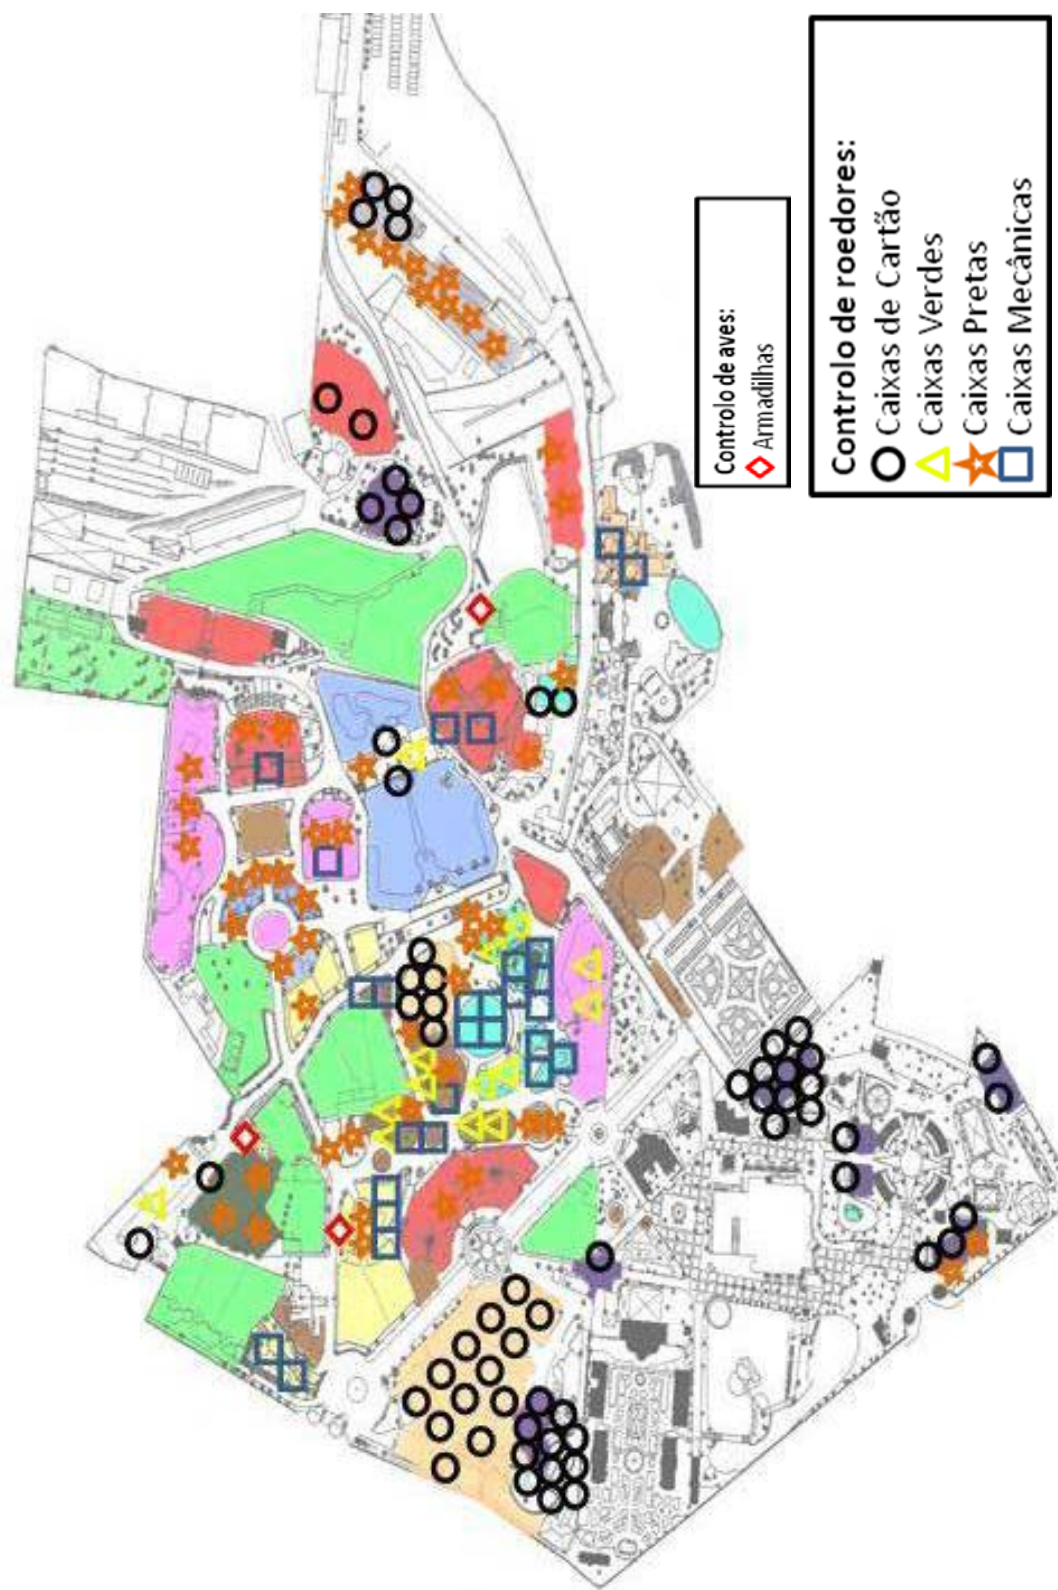 Controlo de aves:
Armadilhas
Controlo de roedores:
Caixas de Cartão
Caixas Verdes
Caixas Pretas
Caixas Mecânicas